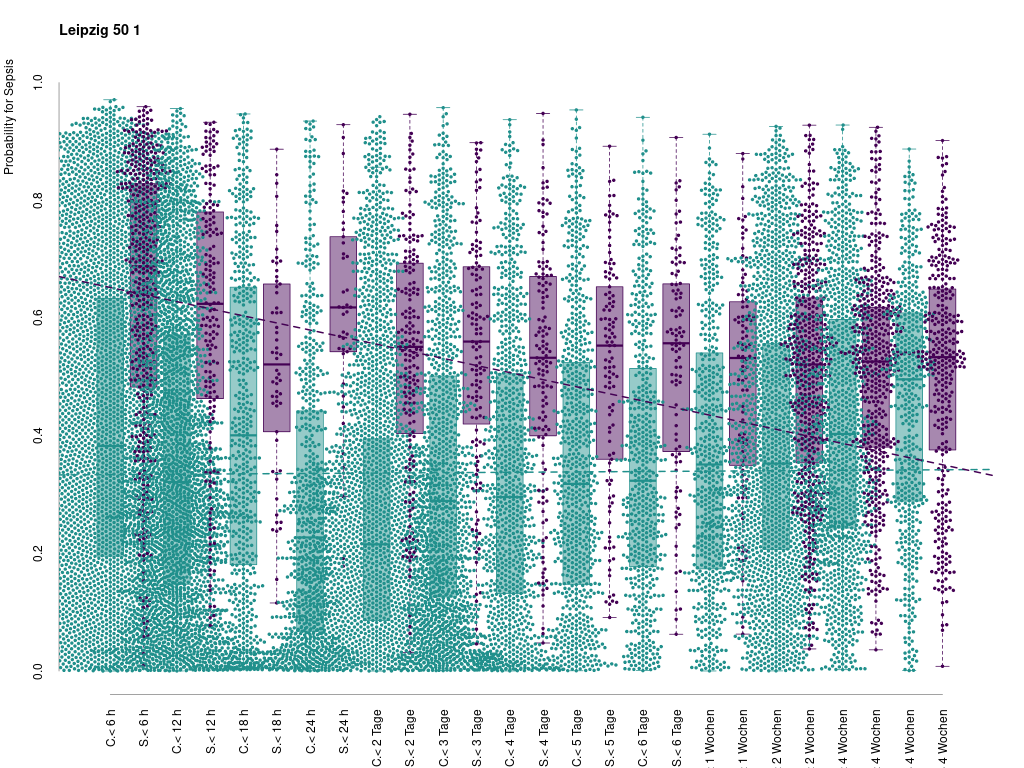 Leipzig 50 1
Probability for Sepsis
1.0
0.8
0.6
0.4
0.2
0.0
C.< 6 h
S.< 6 h
C.< 12 h
S.< 12 h
C.< 18 h
S.< 18 h
C.< 24 h
S.< 24 h
C.< 2 Tage
S.< 2 Tage
C.< 3 Tage
S.< 3 Tage
C.< 4 Tage
S.< 4 Tage
C.< 5 Tage
S.< 5 Tage
C.< 6 Tage
S.< 6 Tage
1 Wochen
1 Wochen
2 Wochen
2 Wochen
4 Wochen
4 Wochen
4 Wochen
4 Wochen